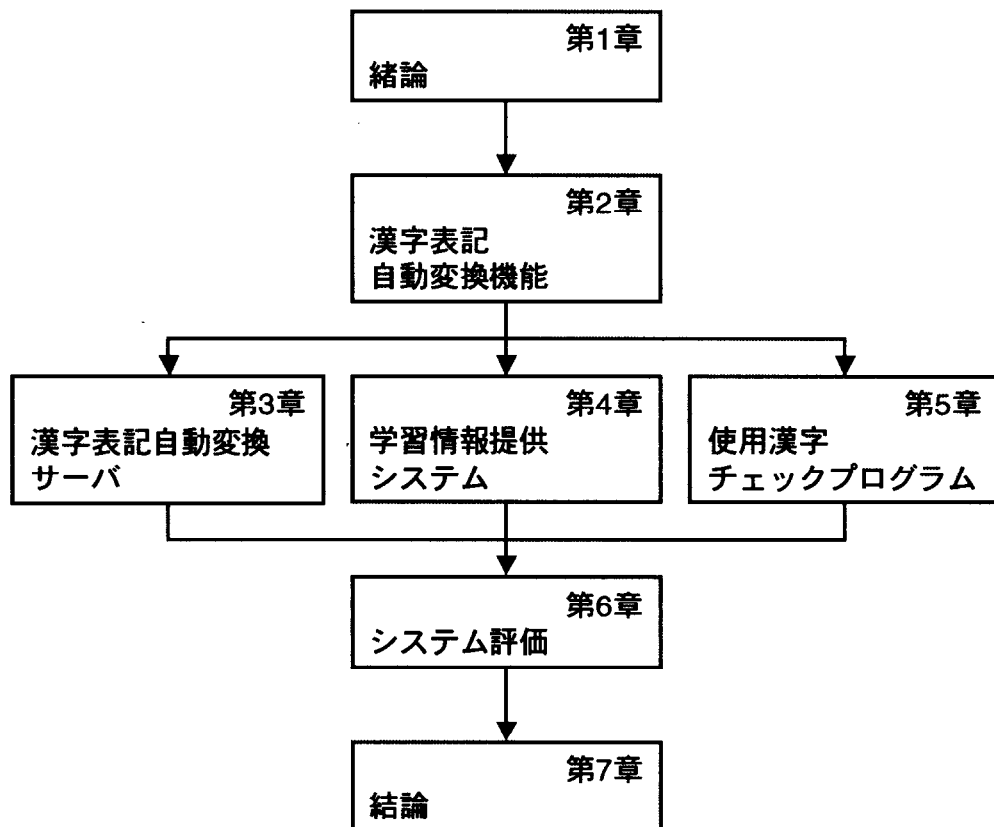 第1章
緒論
第2章
漢字表記
自動変換機能
第3章
漢字表記自動変換
サーバ
第4章
学習情報提供
システム
第5章
使用漢字
チェックプログラム
第6章
システム評価
第7章
結論